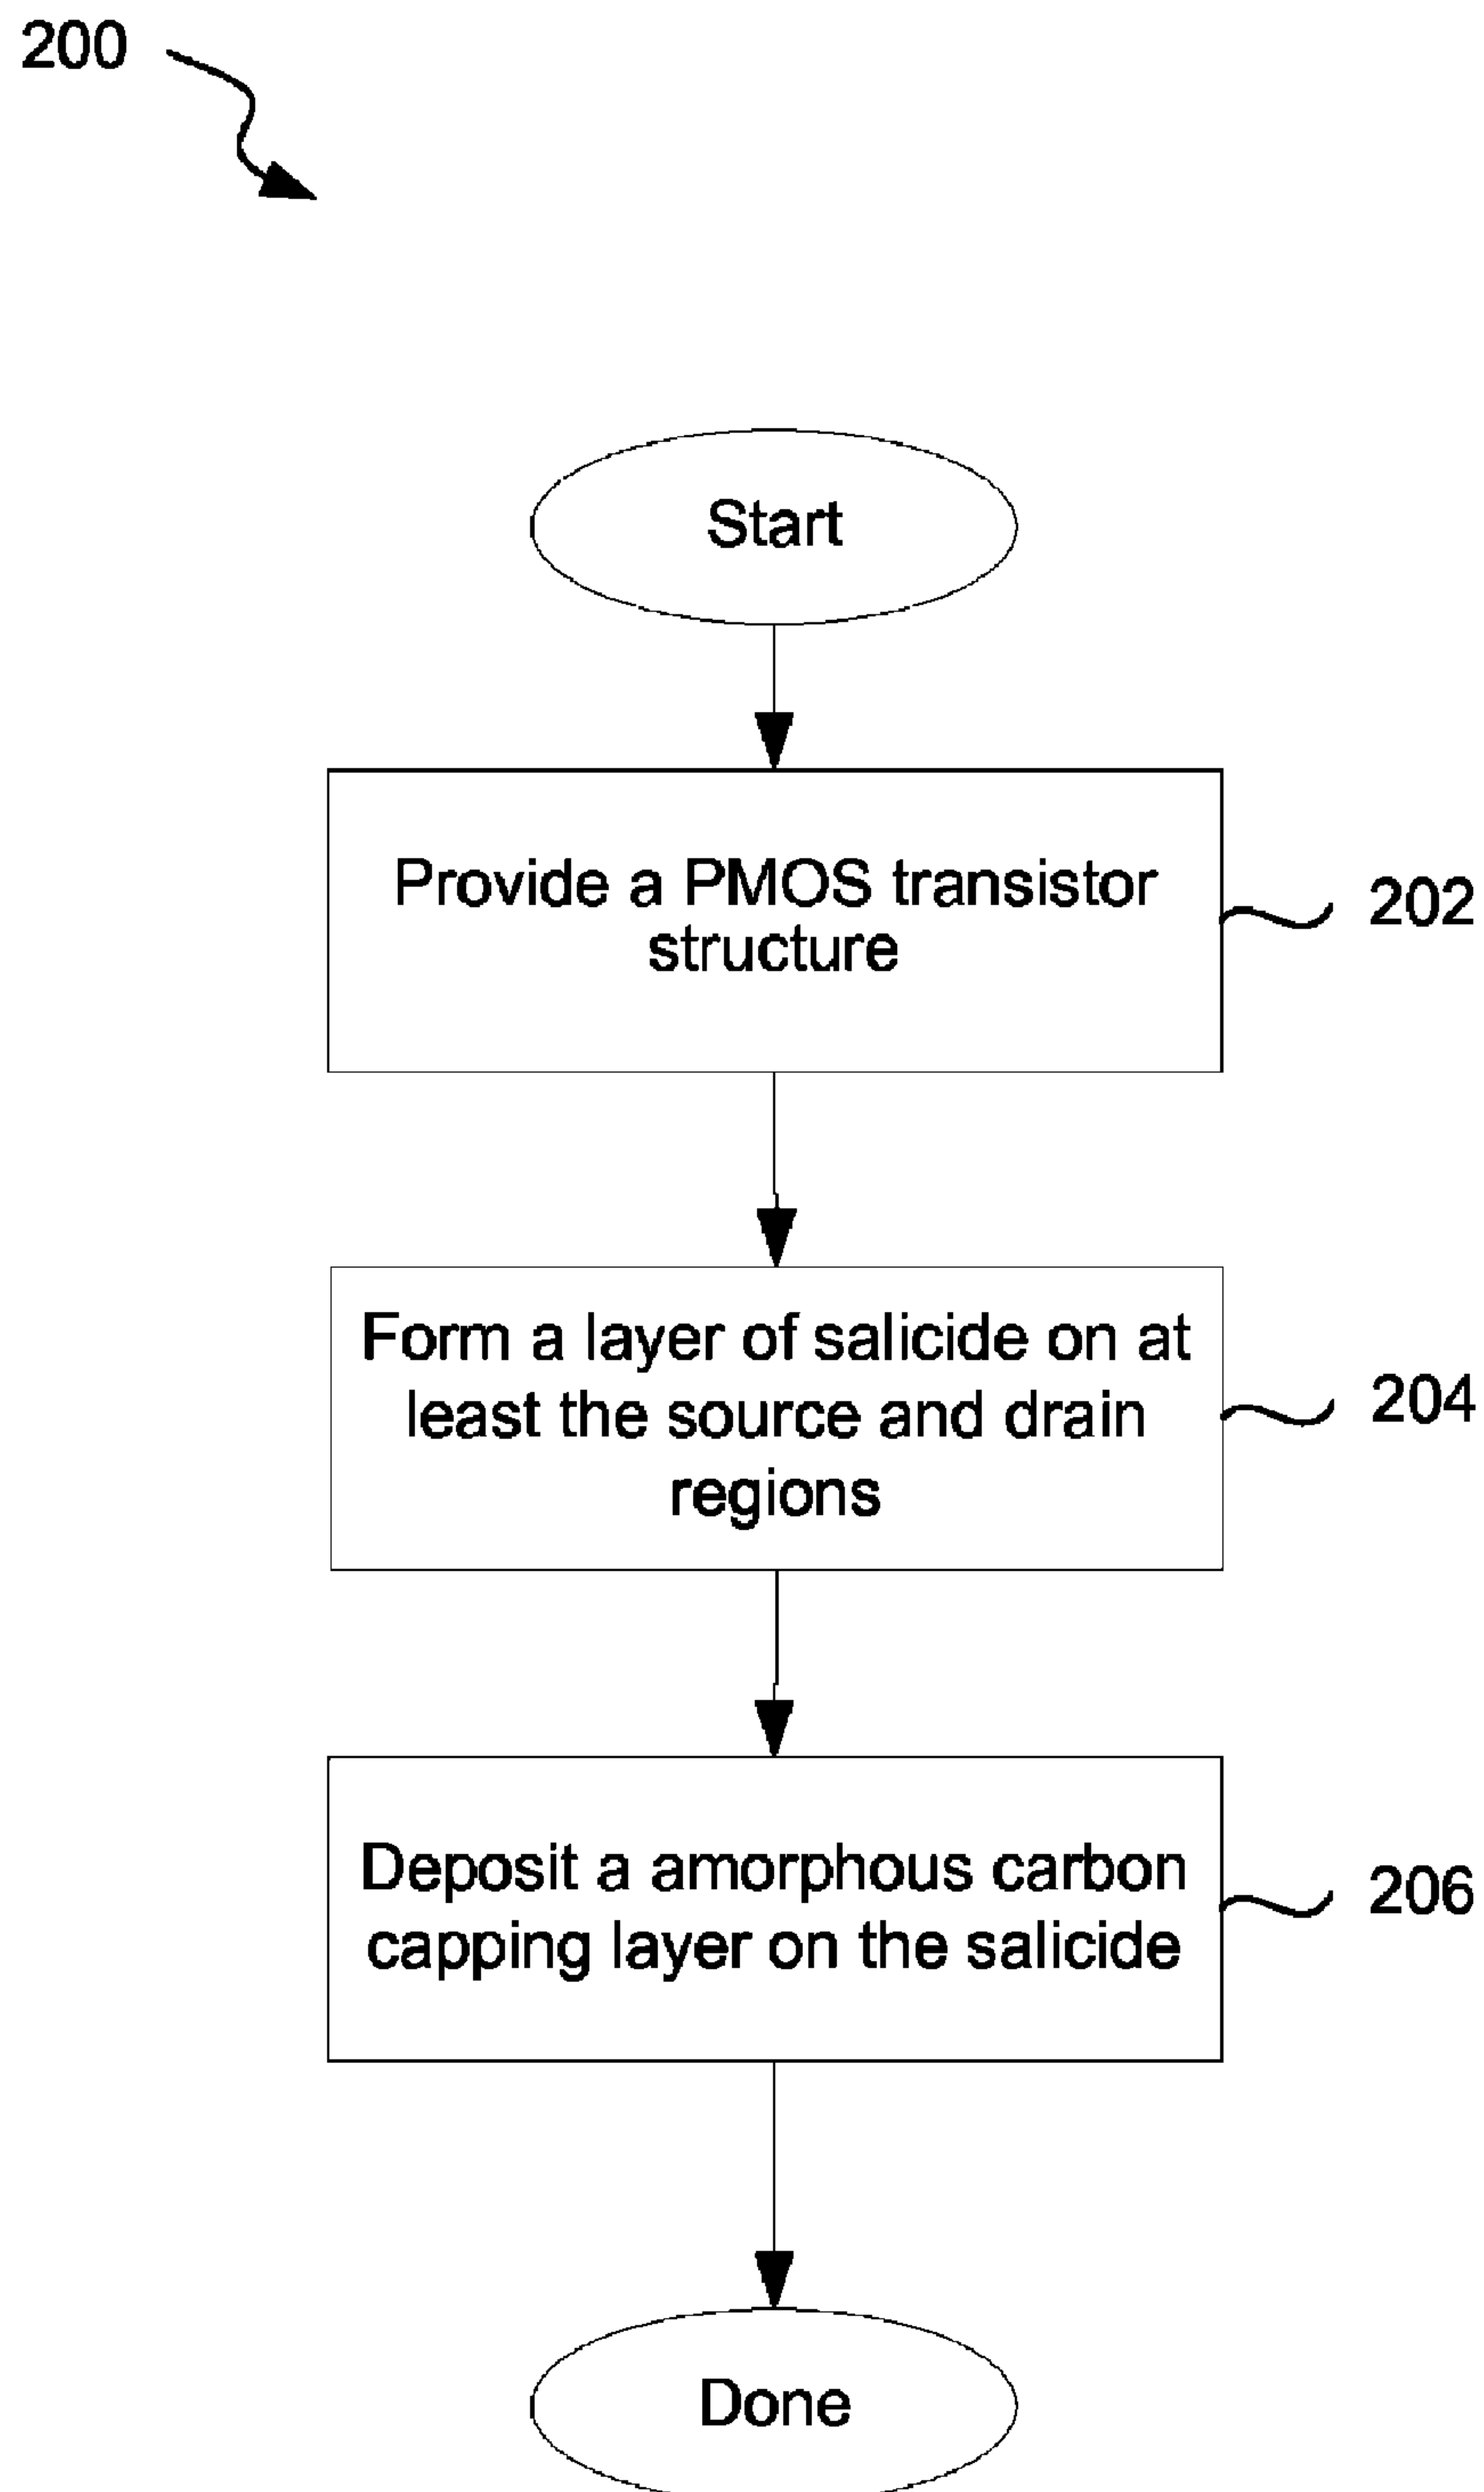 200
Start
Provide a PMOS transistor
structure
202
Form a layer of salicide on at
least the source and drain
regions
204
Deposit a amorphous carbon
capping layer on the salicide
206
Done